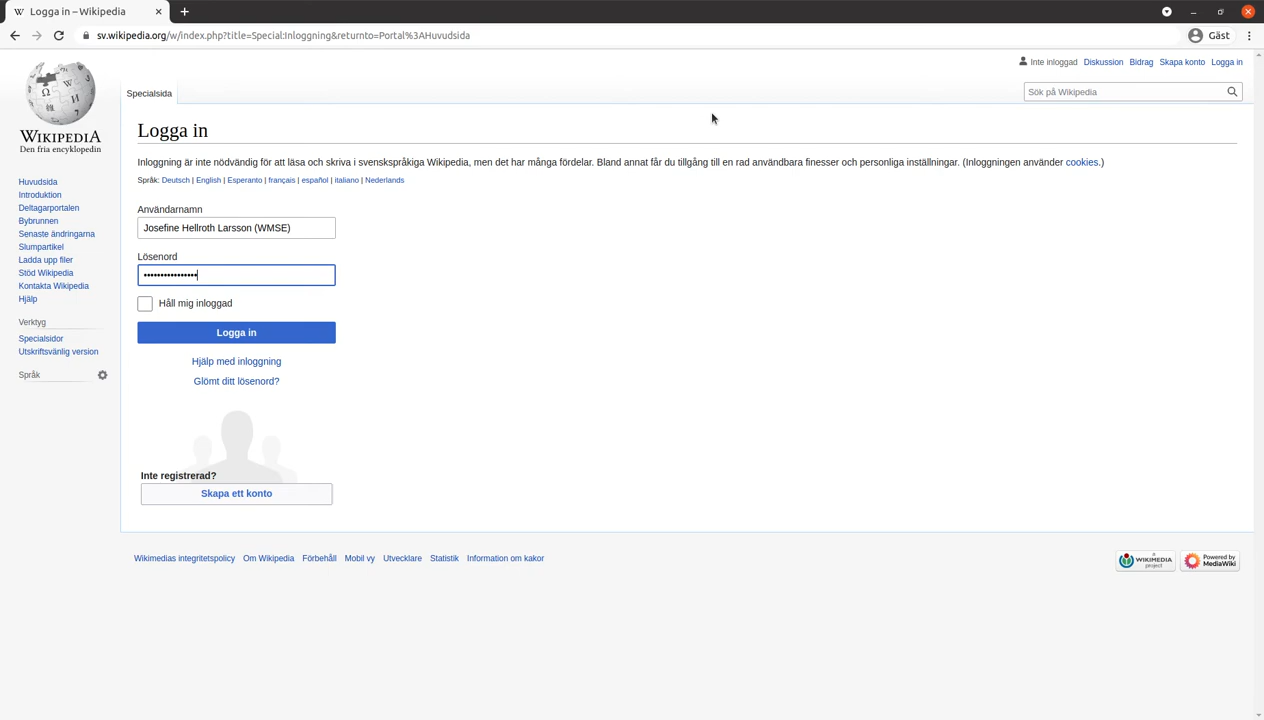 Logga in – Wikipedia
sv.wikipedia.org/w/index.php?title=Special:Inloggning&returnto=Portal%3AHuvudsida
Gäst
Inte inloggad Diskussion Bidrag Skapa konto Logga in
Specialsida
Sök på Wikipedia
WIKIPEDIA
Den fria encyklopedin
Huvudsida
Introduktion
Deltagarportalen
Bybrunnen
Senaste ändringarna
Slumpartikel
Ladda upp filer
Stöd Wikipedia
Kontakta Wikipedia
Hjälp
Verktyg
Specialsidor
Utskriftsvänlig version
Språk
Logga in
Inloggning är inte nödvändig för att läsa och skriva i svenskspråkiga Wikipedia, men det har många fördelar. Bland annat får du tillgång till en rad användbara finesser och personliga inställningar. (Inloggningen använder cookies.)
Språk: Deutsch | English | Esperanto | français | español | italiano | Nederlands
Användarnamn
Josefine Hellroth Larsson (WMSE)
Lösenord
••••••••••••••••
Håll mig inloggad
Logga in
Hjälp med inloggning
Glömt ditt lösenord?
Inte registrerad?
Skapa ett konto
Wikimedias integritetspolicy Om Wikipedia Förbehåll Mobil vy Utvecklare Statistik Information om kakor
A WIKIMEDIA project
Powered by MediaWiki